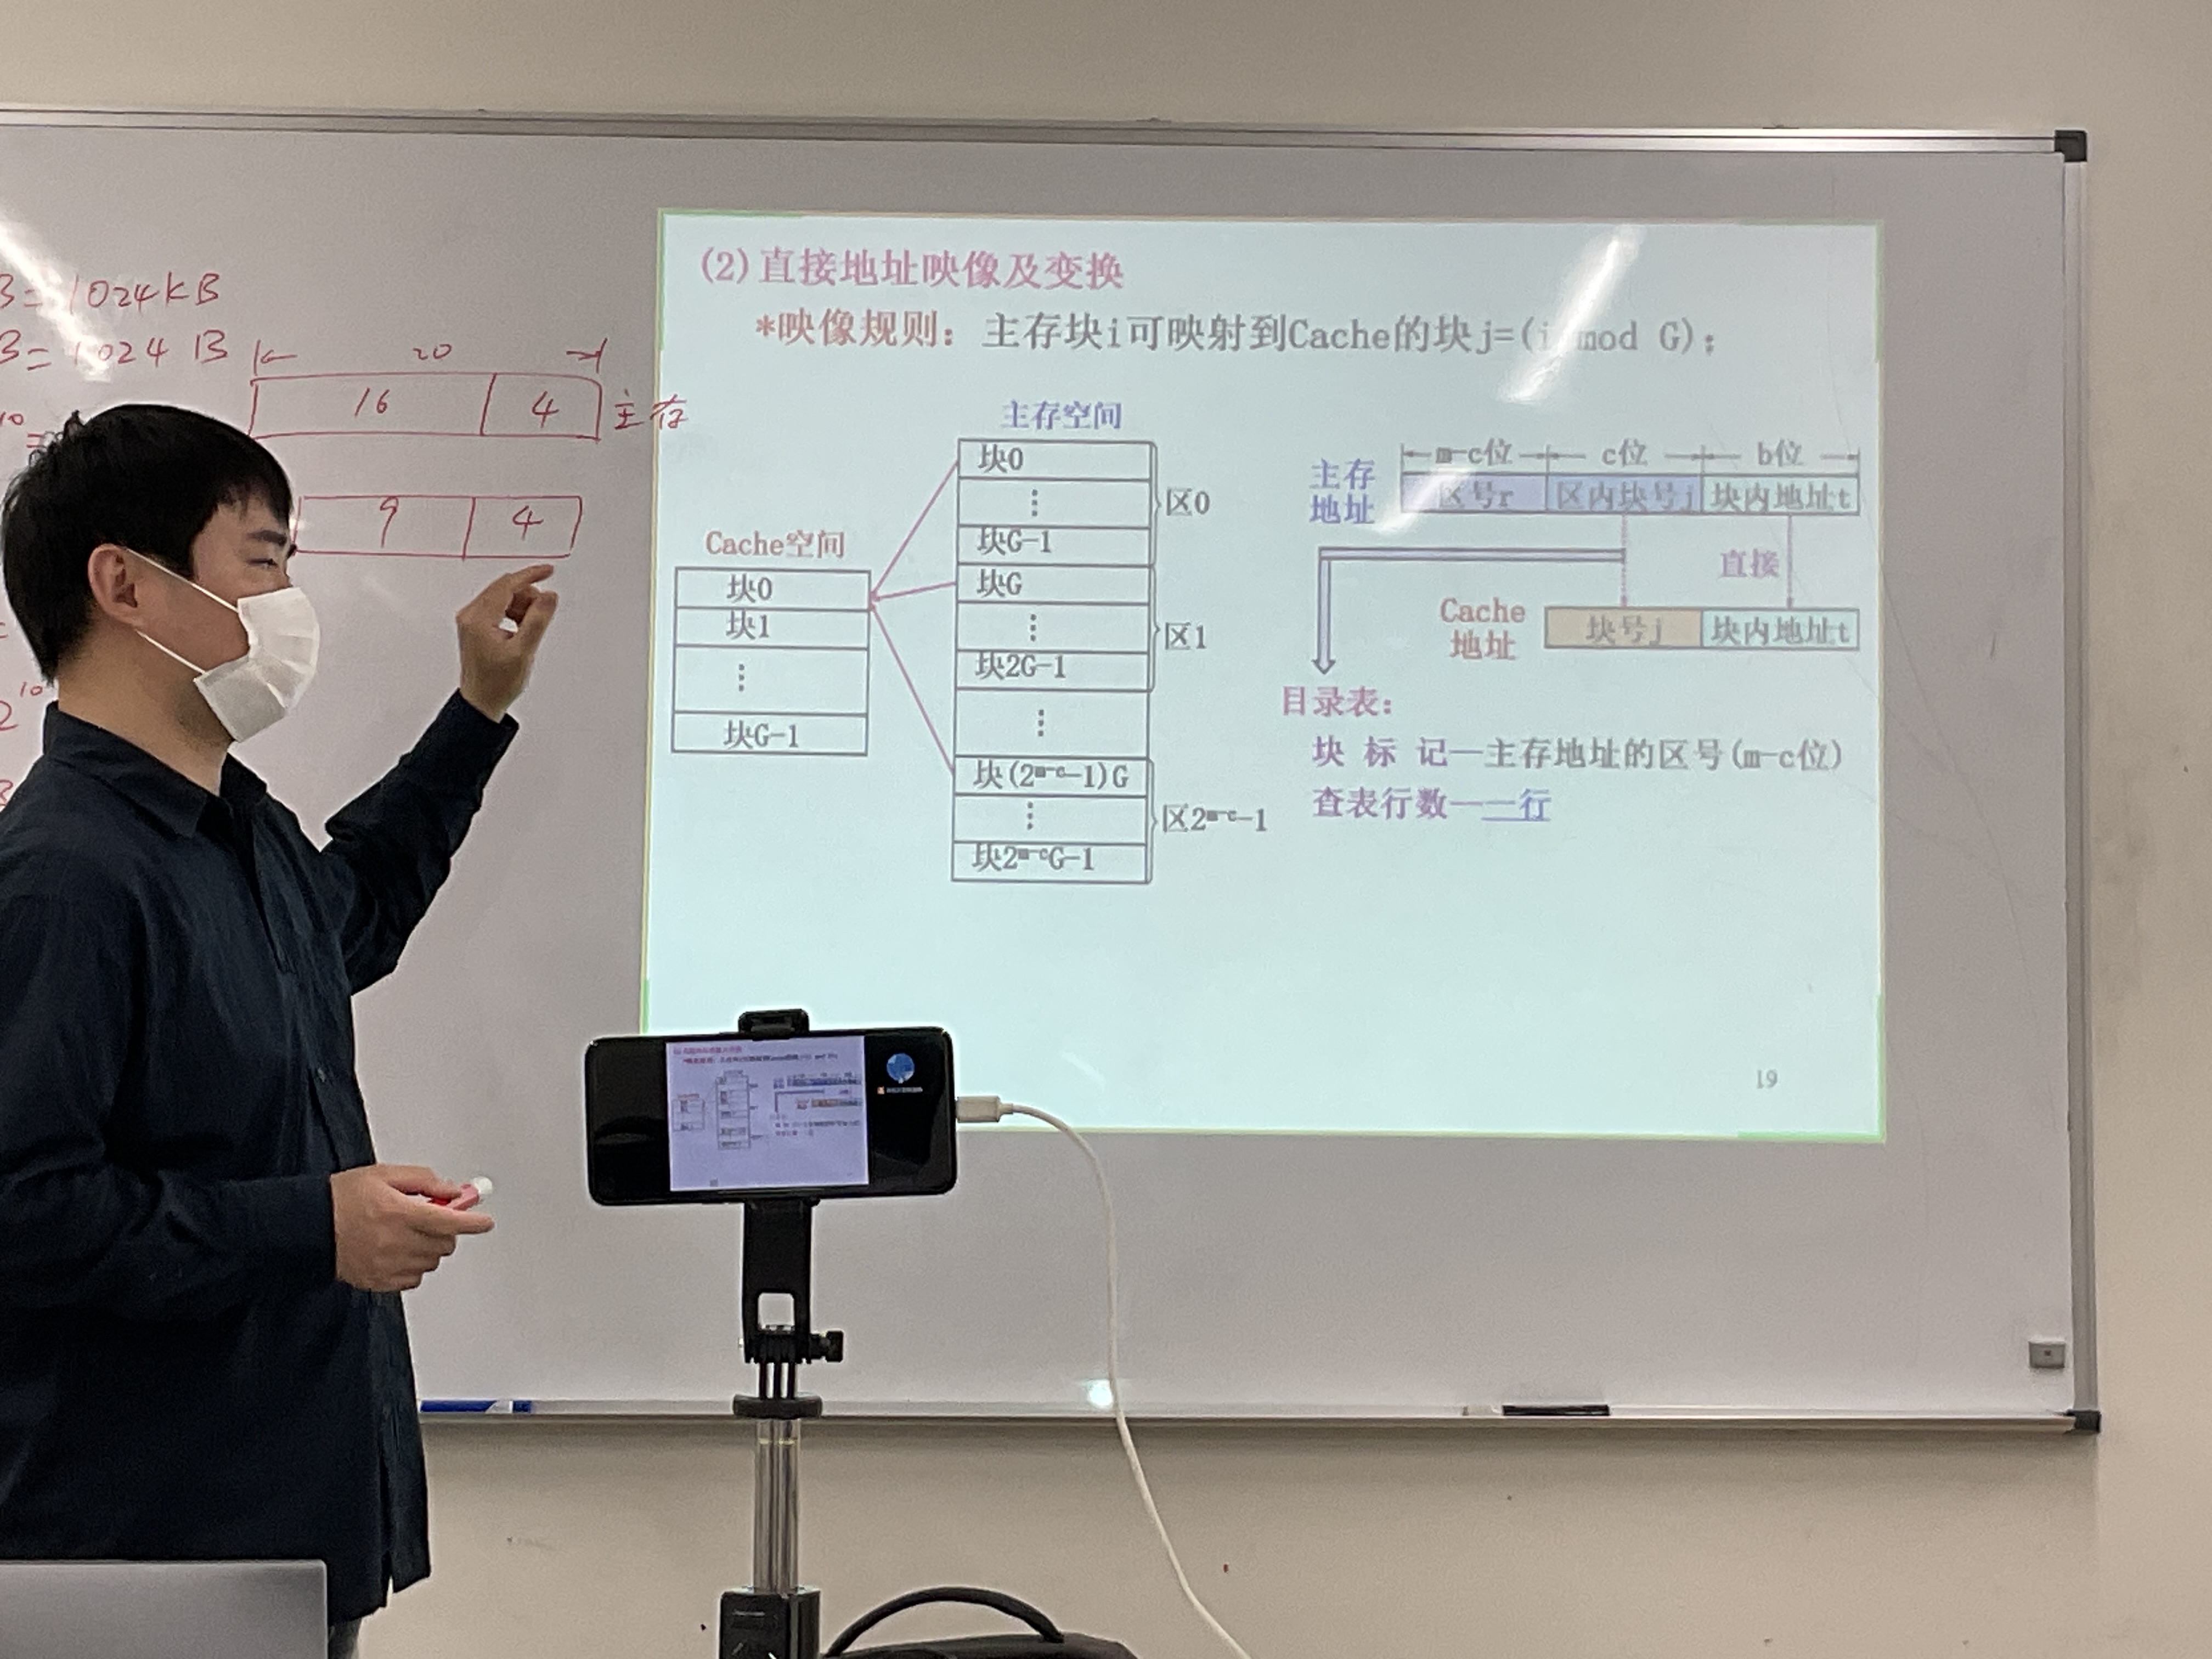 B=1024KB
B=1024 B
20
16 4 主存
10
9 4
10
2
(2)直接地址映像及变换
*映像规则：主存块i可映射到Cache的块j=(i mod G)；
主存空间
块0
⋮
块G-1
区0
块G
⋮
块2G-1
区1
⋮
块(2^m-c-1)G
⋮
块2^m-cG-1
区2^m-c-1
Cache空间
块0
块1
⋮
块G-1
m-c位 c位 b位
主存地址 区号r 区内块号j 块内地址t
直接
Cache地址 块号j 块内地址t
目录表：
块 标 记—主存地址的区号(m-c位)
查表行数——一行
19